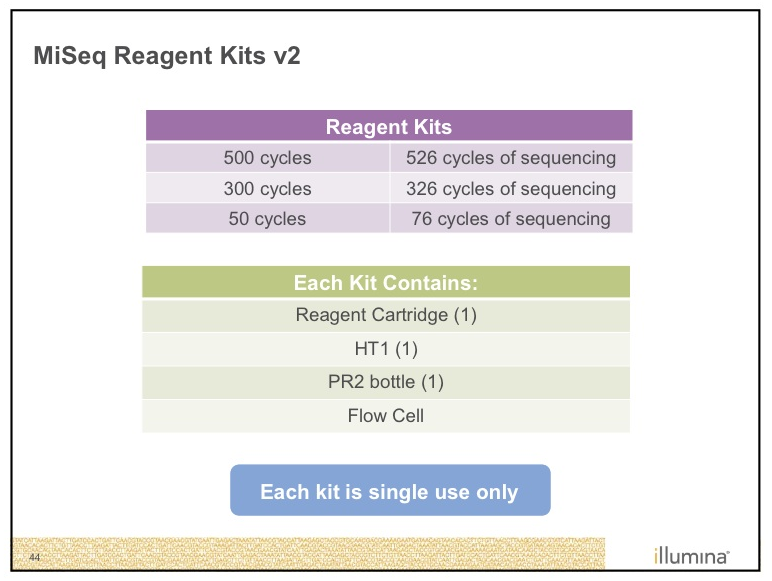 MiSeq Reagent Kits v2
Reagent Kits
500 cycles 526 cycles of sequencing
300 cycles 326 cycles of sequencing
50 cycles 76 cycles of sequencing
Each Kit Contains:
Reagent Cartridge (1)
HT1 (1)
PR2 bottle (1)
Flow Cell
Each kit is single use only
44
illumina®